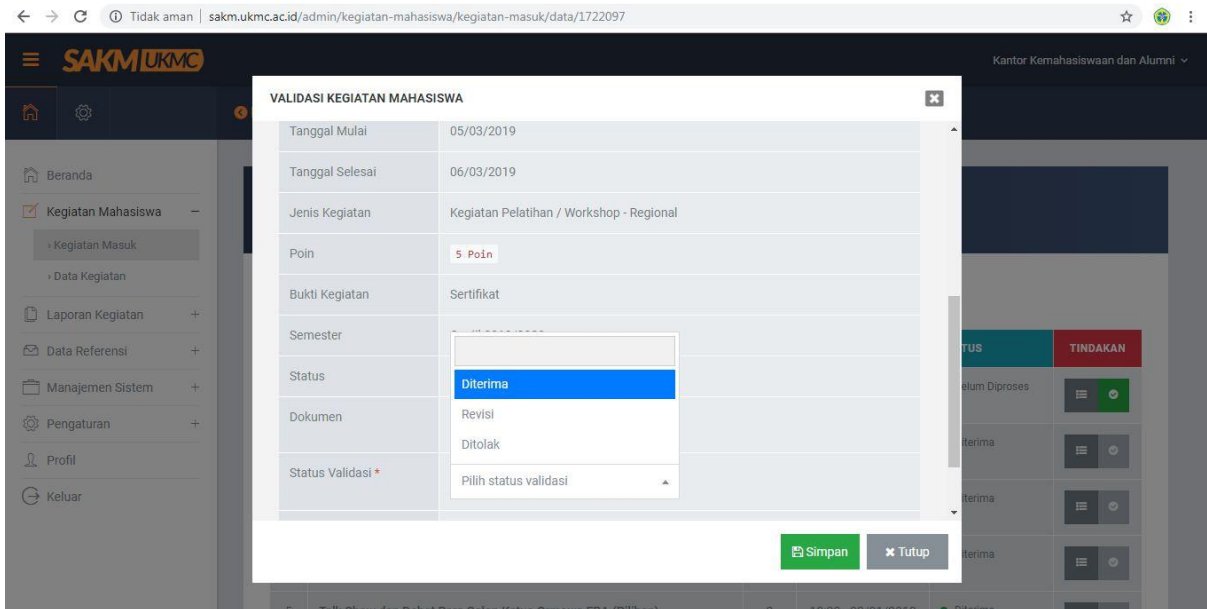 Tidak aman | sakm.ukmc.ac.id/admin/kegiatan-mahasiswa/kegiatan-masuk/data/1722097
SAKM UKMC
Kantor Kemahasiswaan dan Alumni
Beranda
Kegiatan Mahasiswa
Kegiatan Masuk
Data Kegiatan
Laporan Kegiatan
Data Referensi
Manajemen Sistem
Pengaturan
Profil
Keluar
VALIDASI KEGIATAN MAHASISWA
Tanggal Mulai 05/03/2019
Tanggal Selesai 06/03/2019
Jenis Kegiatan Kegiatan Pelatihan / Workshop - Regional
Poin 5 Poin
Bukti Kegiatan Sertifikat
Semester
Status
Dokumen
Diterima
Revisi
Ditolak
Status Validasi *
Pilih status validasi
Simpan
Tutup
TINDAKAN